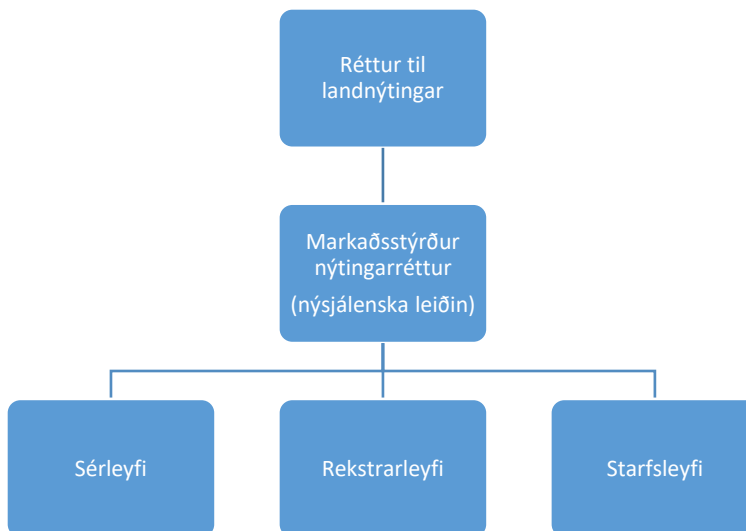 Réttur til
landnýtingar
Markaðsstýrður
nýtingarréttur
(nýsjálenska leiðin)
Sérleyfi
Rekstrarleyfi
Starfsleyfi